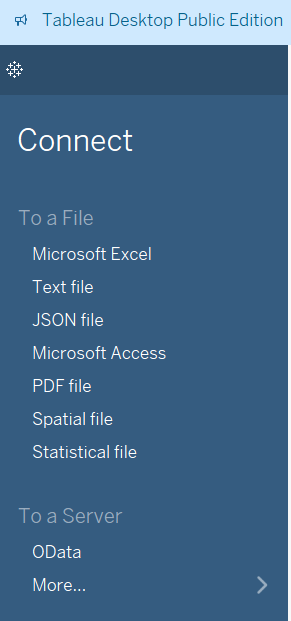 Tableau Desktop Public Edition
Connect
To a File
Microsoft Excel
Text file
JSON file
Microsoft Access
PDF file
Spatial file
Statistical file
To a Server
OData
More...